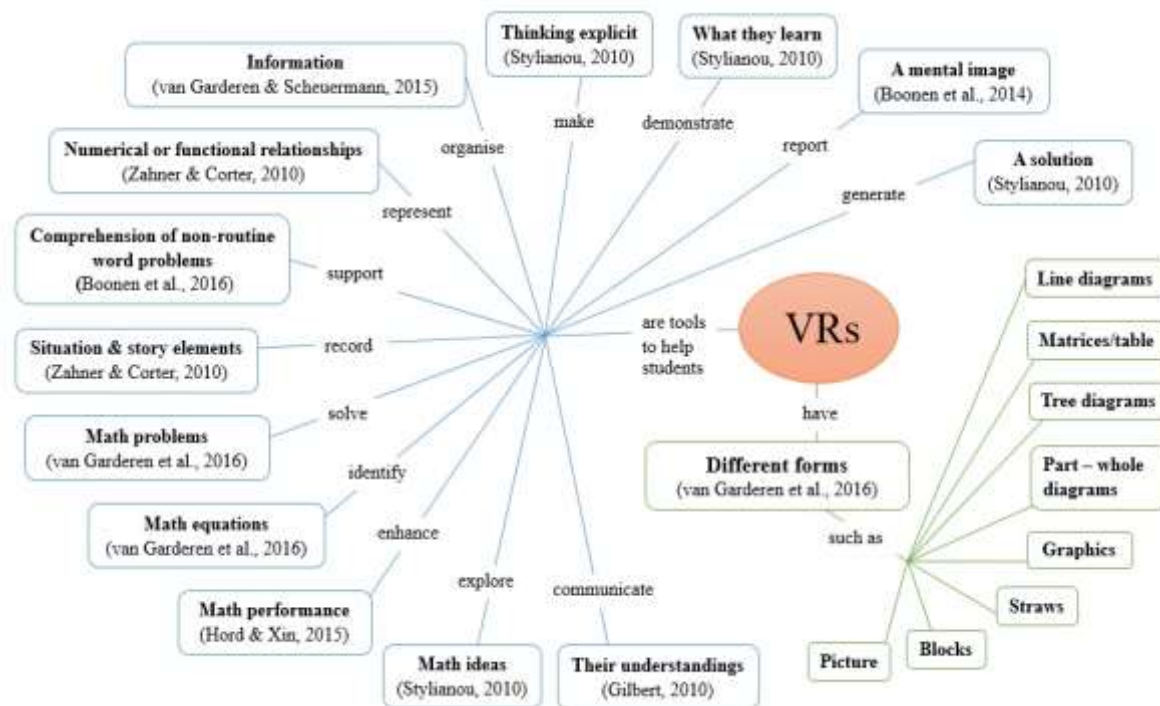 Thinking explicit
(Stylianou, 2010)
What they learn
(Stylianou, 2010)
Information
(van Garderen & Scheuermann, 2015)
A mental image
(Boonen et al., 2014)
make
demonstrate
organise
report
Numerical or functional relationships
(Zahner & Corter, 2010)
A solution
(Stylianou, 2010)
generate
represent
Comprehension of non-routine
word problems
(Boonen et al., 2016)
support
Line diagrams
VRs
are tools
to help
students
Situation & story elements
(Zahner & Corter, 2010)
record
Matrices/table
Tree diagrams
have
solve
Math problems
(van Garderen et al., 2016)
Different forms
(van Garderen et al., 2016)
Part – whole
diagrams
identify
Math equations
(van Garderen et al., 2016)
enhance
such as
Graphics
explore
communicate
Straws
Math performance
(Hord & Xin, 2015)
Math ideas
(Stylianou, 2010)
Their understandings
(Gilbert, 2010)
Picture
Blocks